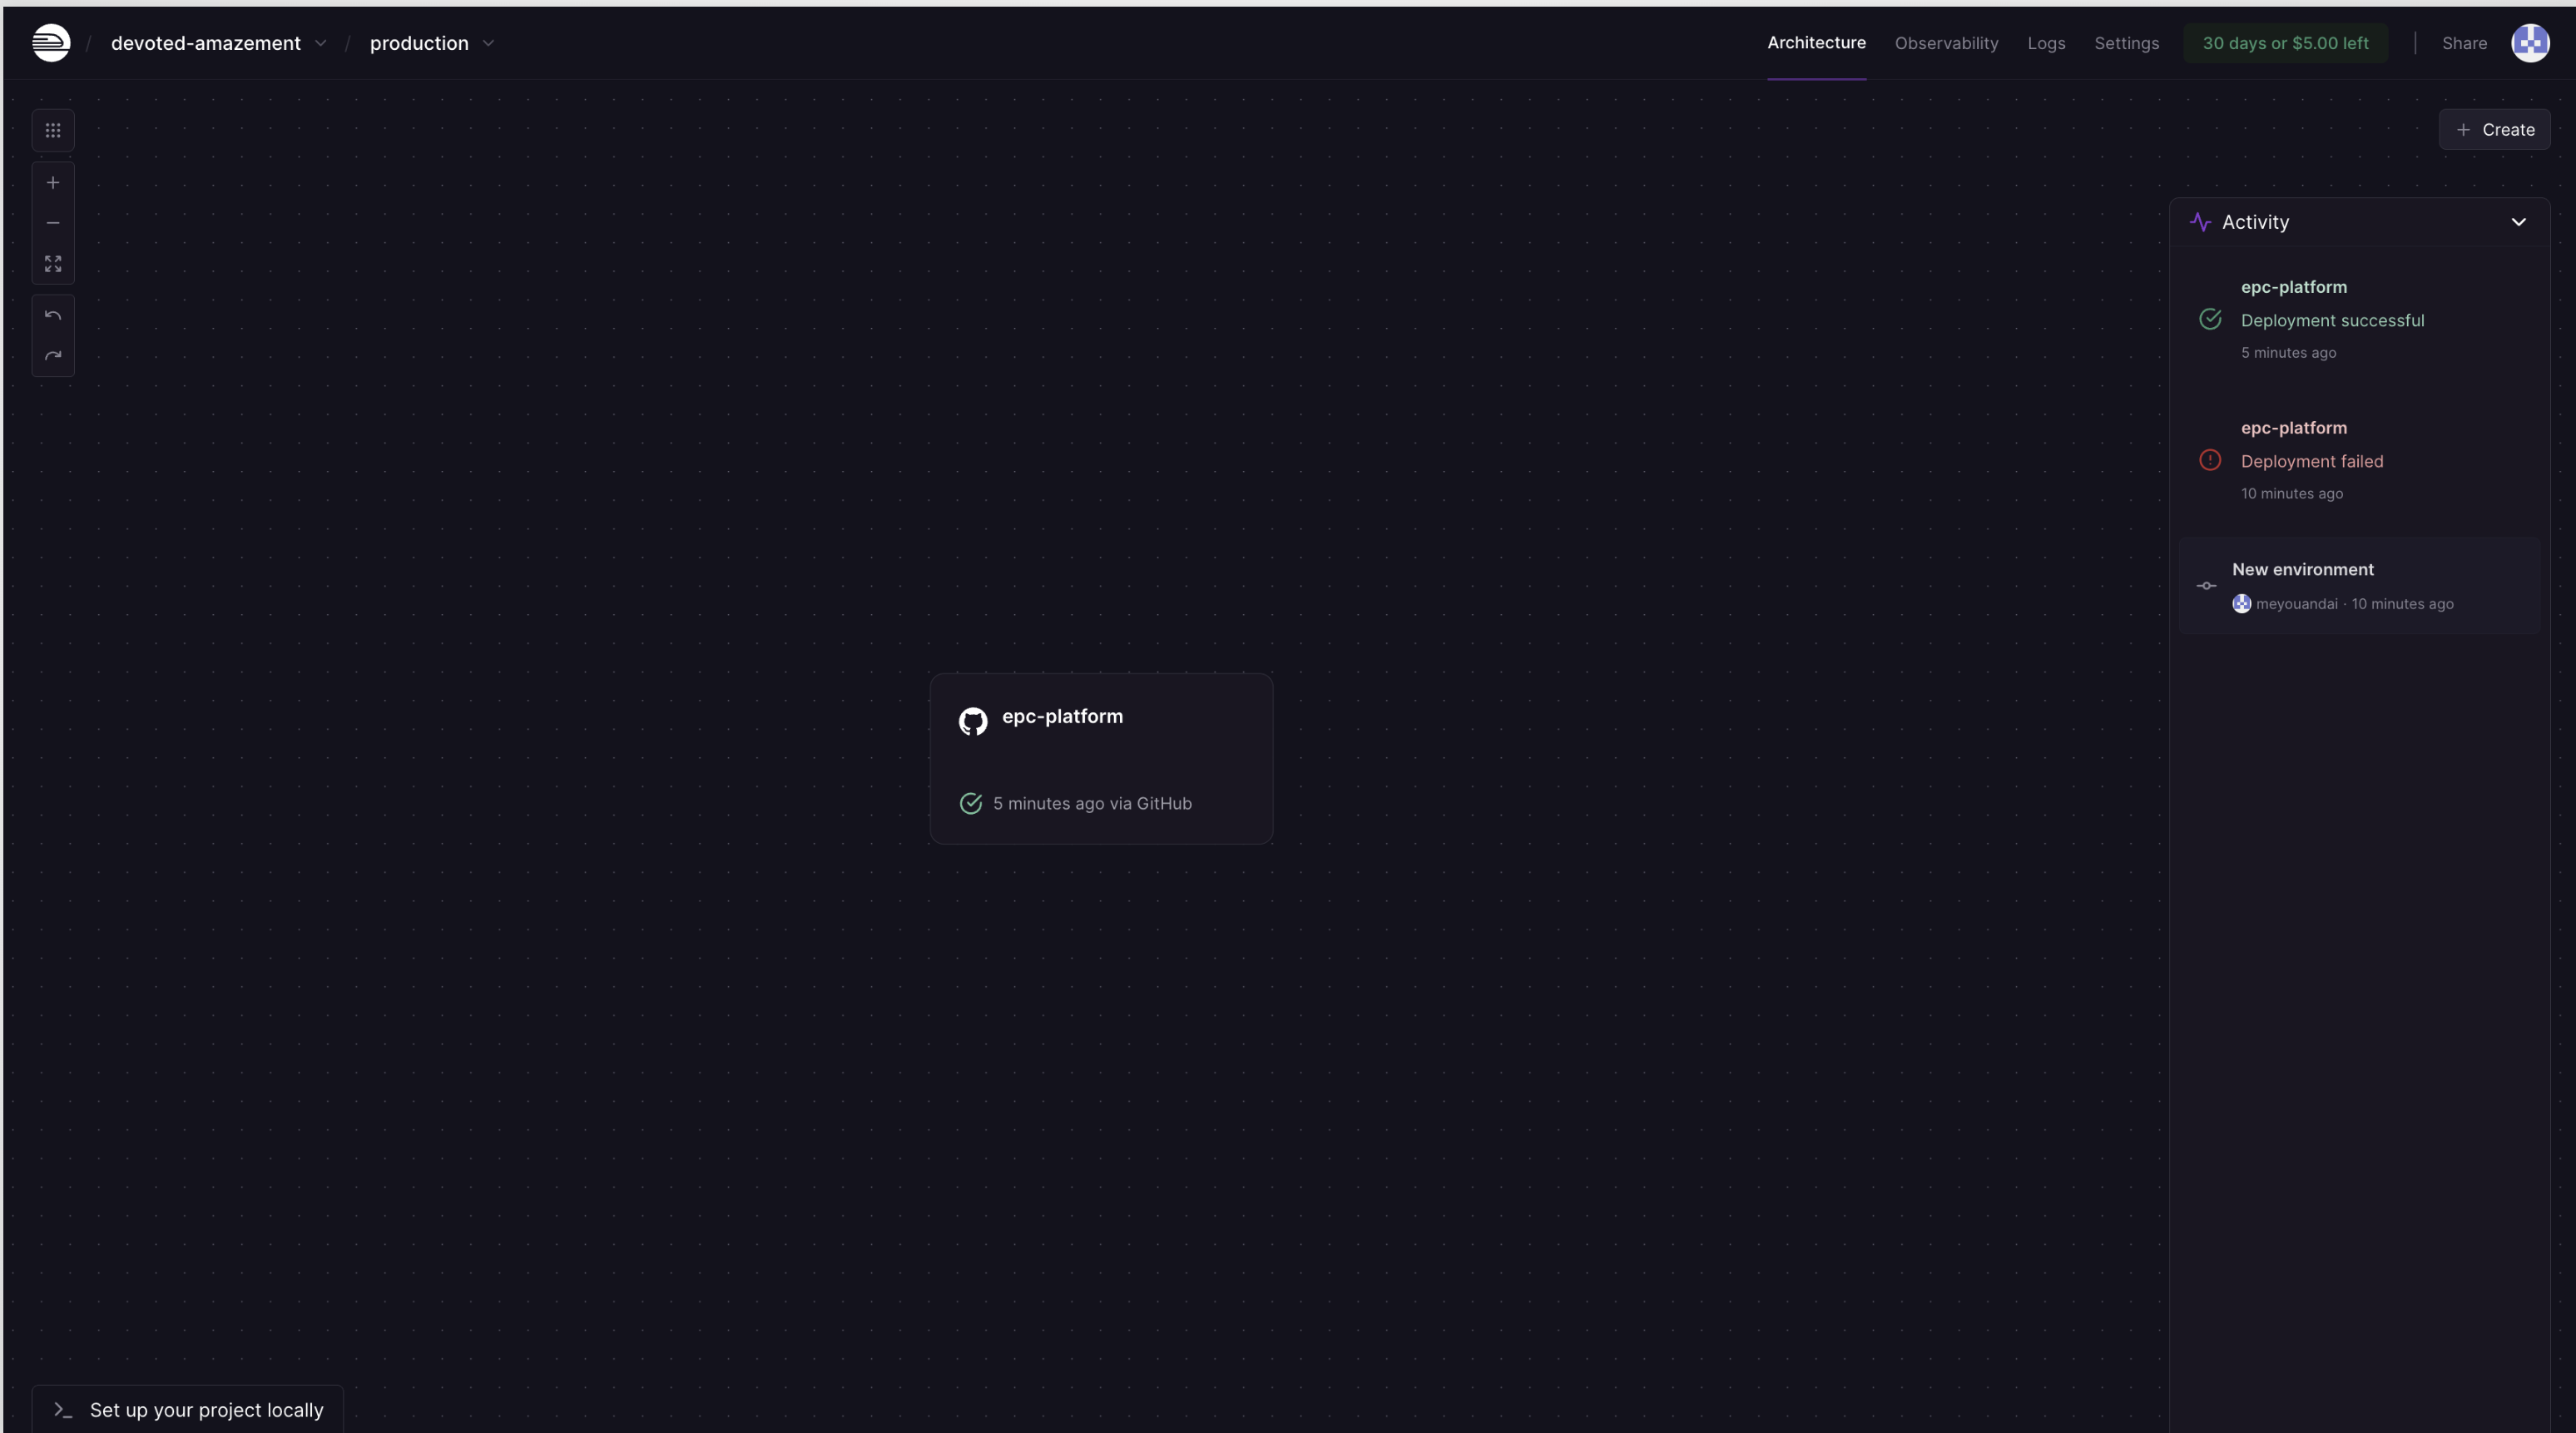 / devoted-amazement / production
Architecture Observability Logs Settings 30 days or $5.00 left Share
+ Create
Activity
epc-platform
Deployment successful
5 minutes ago
epc-platform
Deployment failed
10 minutes ago
New environment
meyouandai · 10 minutes ago
epc-platform
5 minutes ago via GitHub
>_ Set up your project locally